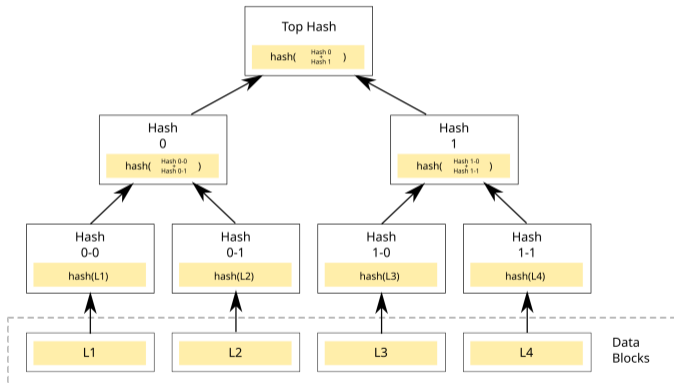 Top Hash
hash( Hash 0 + Hash 1 )
Hash
0
hash( Hash 0-0 + Hash 0-1 )
Hash
1
hash( Hash 1-0 + Hash 1-1 )
Hash
0-0
hash(L1)
Hash
0-1
hash(L2)
Hash
1-0
hash(L3)
Hash
1-1
hash(L4)
L1
L2
L3
L4
Data
Blocks